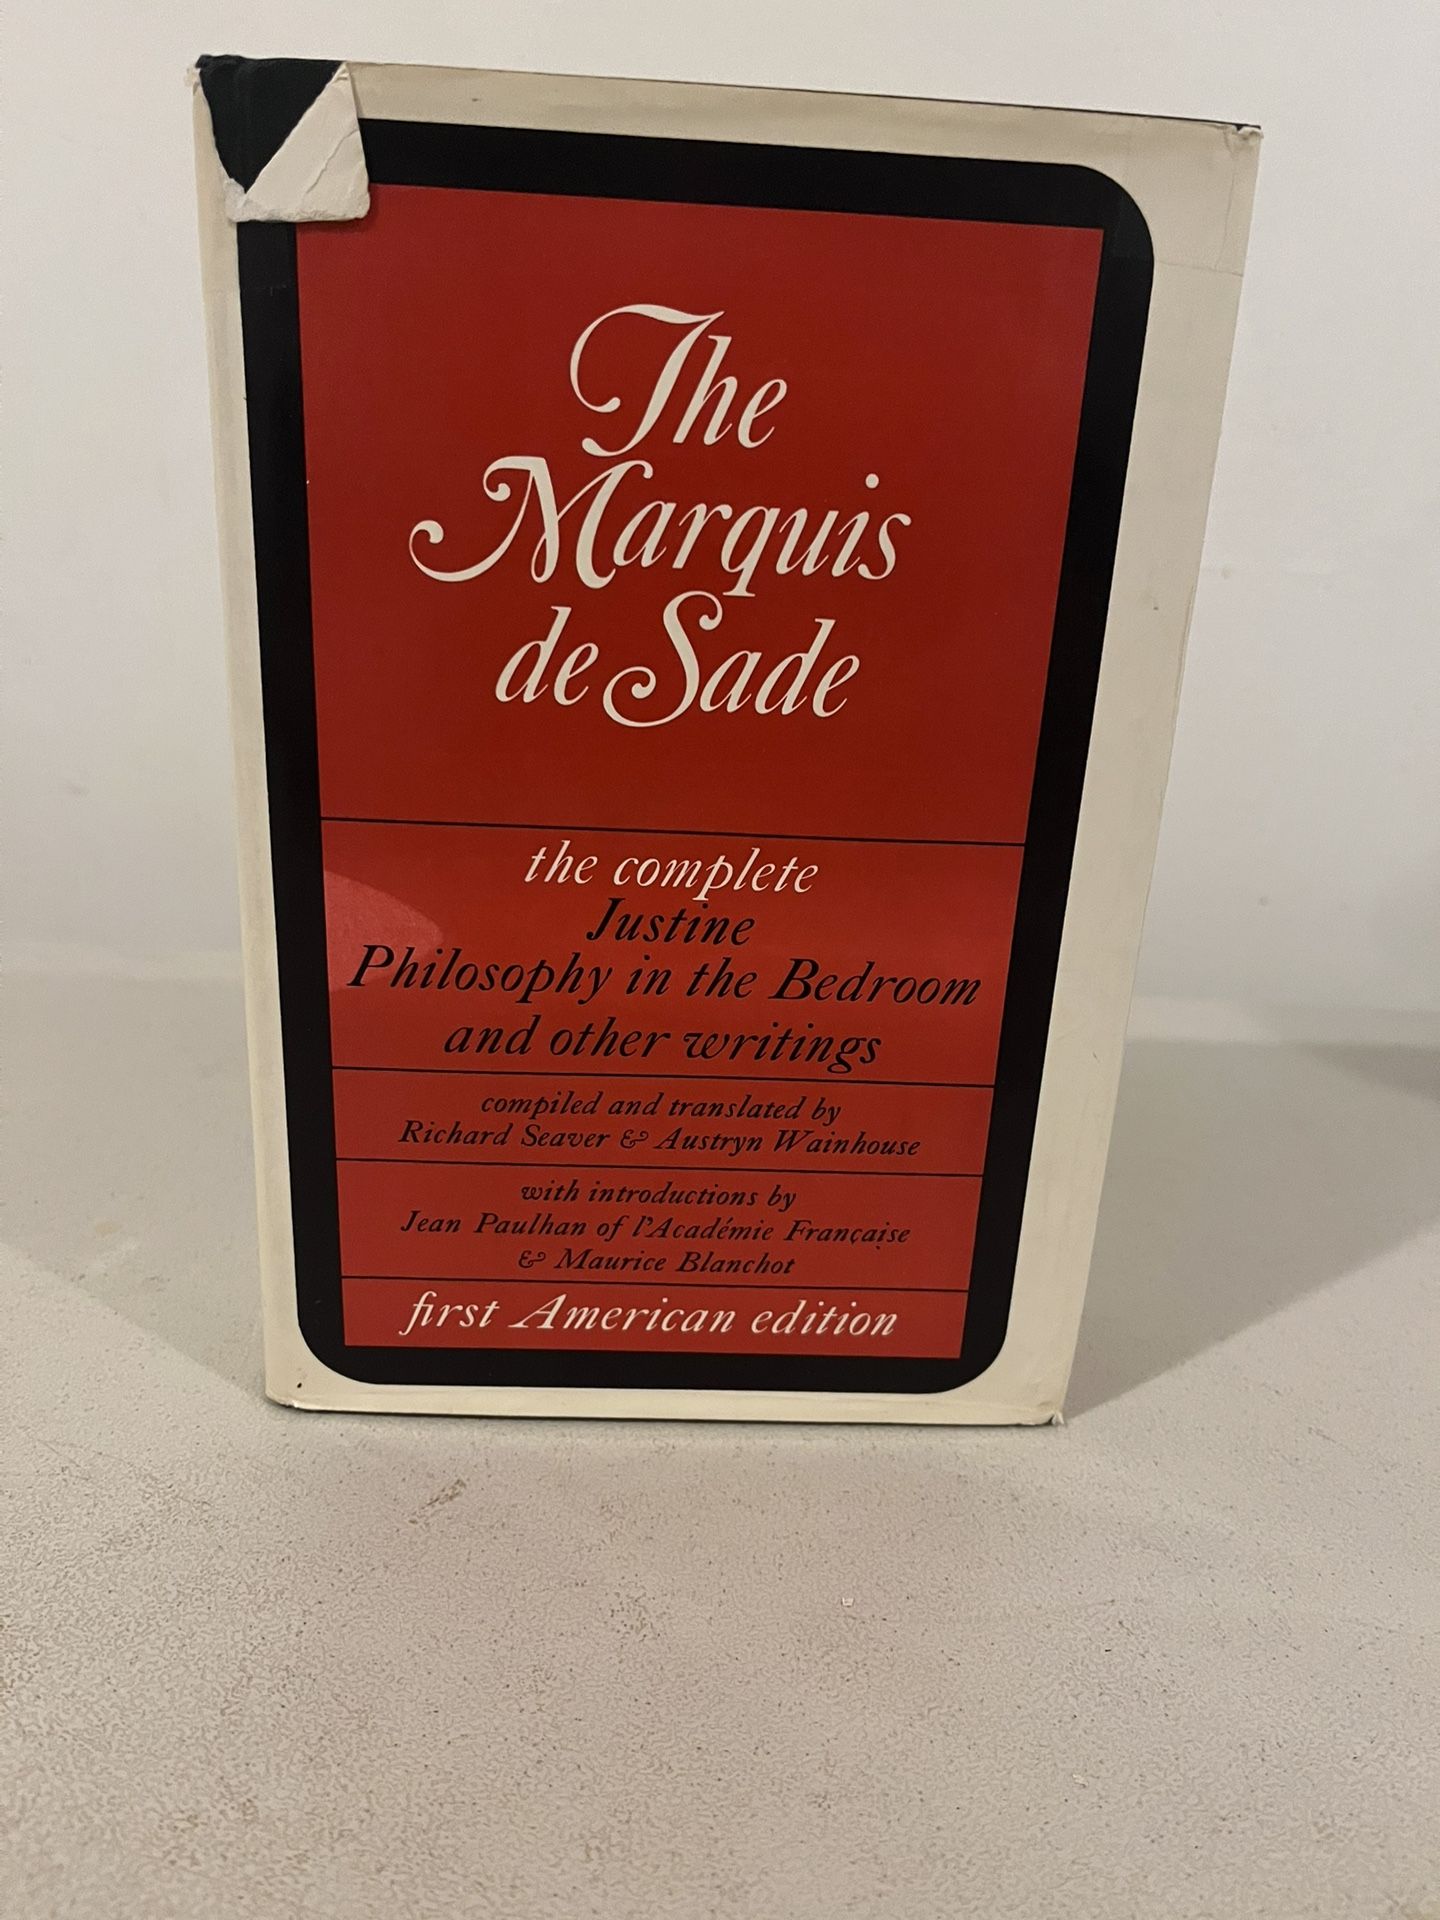 The
Marquis
de Sade
the complete
Justine
Philosophy in the Bedroom
and other writings
compiled and translated by
Richard Seaver & Austryn Wainhouse
with introductions by
Jean Paulhan of l'Académie Française
& Maurice Blanchot
first American edition